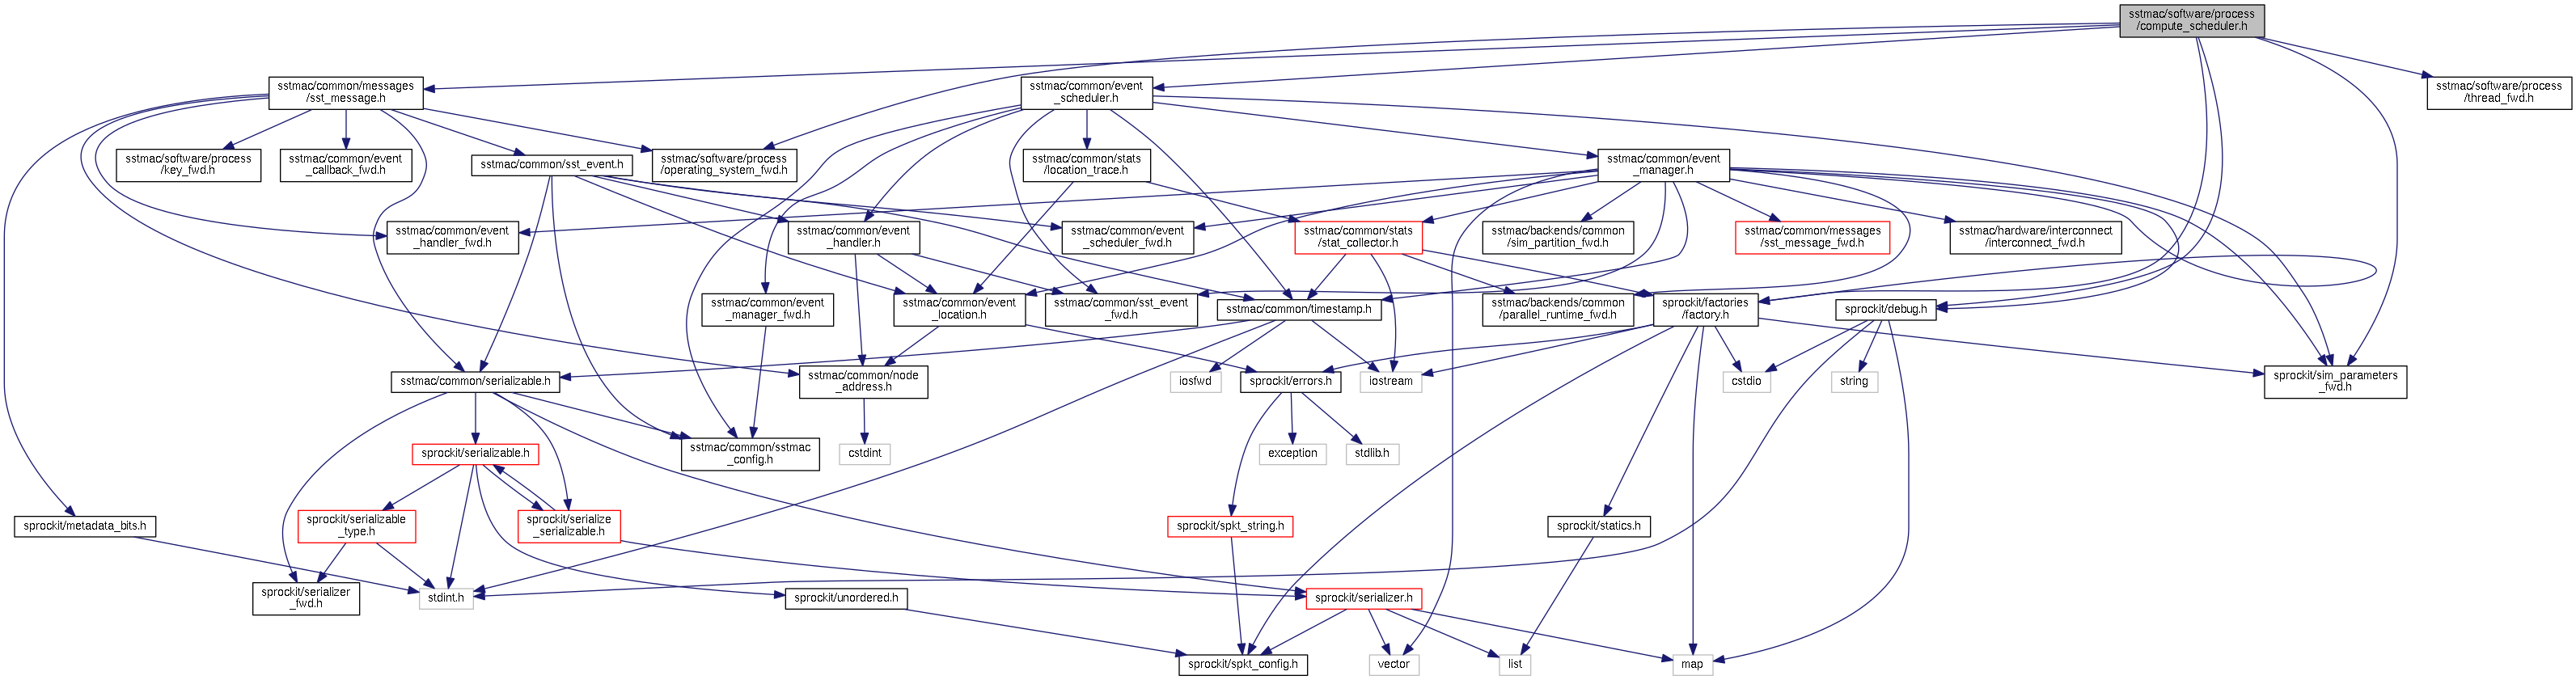 sstmac/software/process
/compute_scheduler.h
sstmac/common/messages
/sst_message.h
sstmac/common/event
_scheduler.h
sstmac/software/process
/thread_fwd.h
sstmac/software/process
/key_fwd.h
sstmac/common/event
_callback_fwd.h
sstmac/common/sst_event.h
sstmac/software/process
/operating_system_fwd.h
sstmac/common/stats
/location_trace.h
sstmac/common/event
_manager.h
sstmac/common/event
_handler_fwd.h
sstmac/common/event
_handler.h
sstmac/common/event
_scheduler_fwd.h
sstmac/common/stats
/stat_collector.h
sstmac/backends/common
/sim_partition_fwd.h
sstmac/common/messages
/sst_message_fwd.h
sstmac/hardware/interconnect
/interconnect_fwd.h
sstmac/common/event
_manager_fwd.h
sstmac/common/event
_location.h
sstmac/common/sst_event
_fwd.h
sstmac/common/timestamp.h
sstmac/backends/common
/parallel_runtime_fwd.h
sprockit/factories
/factory.h
sprockit/debug.h
sstmac/common/serializable.h
sstmac/common/node
_address.h
iosfwd
sprockit/errors.h
iostream
cstdio
string
sprockit/sim_parameters
_fwd.h
sprockit/serializable.h
sstmac/common/sstmac
_config.h
cstdint
exception
stdlib.h
sprockit/metadata_bits.h
sprockit/serializable
_type.h
sprockit/serialize
_serializable.h
sprockit/spkt_string.h
sprockit/statics.h
sprockit/serializer
_fwd.h
stdint.h
sprockit/unordered.h
sprockit/serializer.h
sprockit/spkt_config.h
vector
list
map